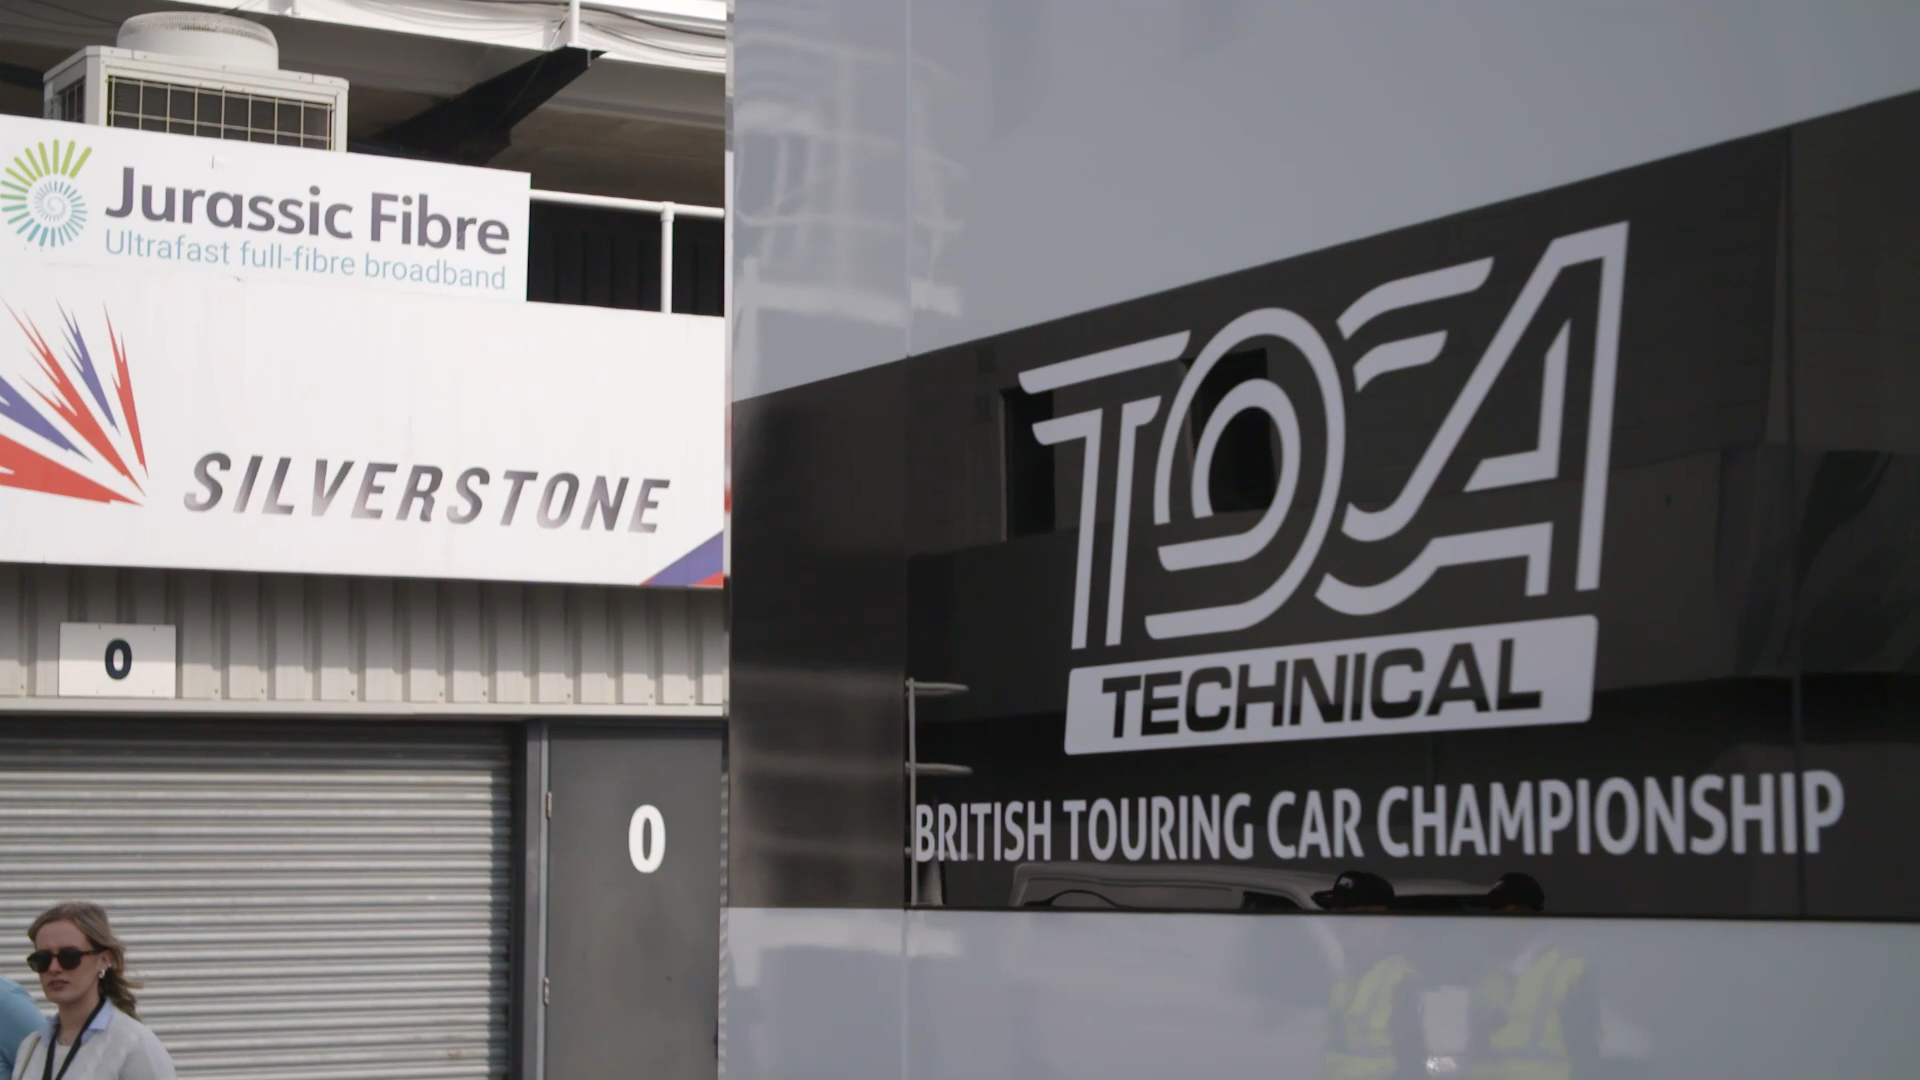 Jurassic Fibre
Ultrafast full-fibre broadband
SILVERSTONE
0
0
TOCA
TECHNICAL
BRITISH TOURING CAR CHAMPIONSHIP